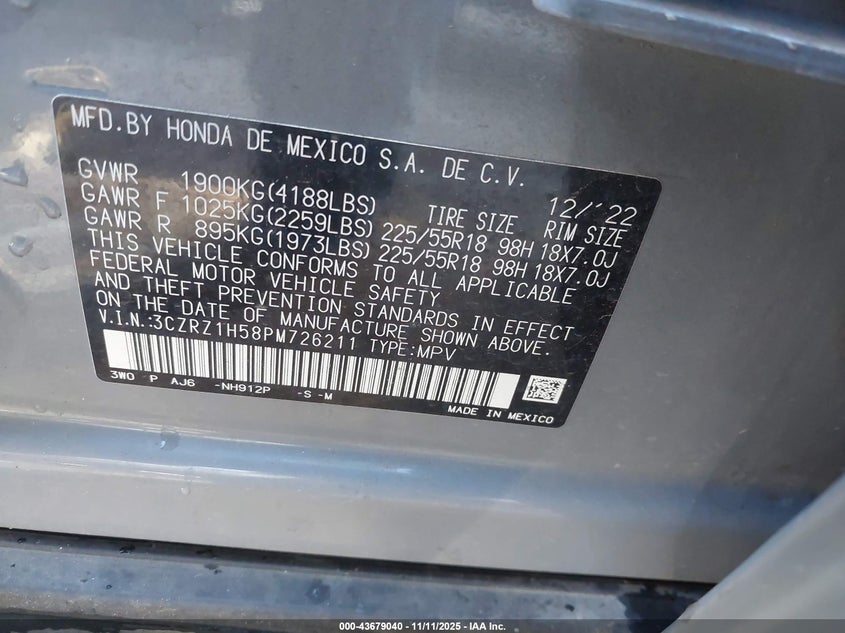 MFD.BY HONDA DE MEXICO S.A. DE C.V.
12/'22
GVWR 1900KG(4188LBS) TIRE SIZE RIM SIZE
GAWR F 1025KG(2259LBS) 225/55R18 98H 18X7.0J
GAWR R 895KG(1973LBS) 225/55R18 98H 18X7.0J
THIS VEHICLE CONFORMS TO ALL APPLICABLE
FEDERAL MOTOR VEHICLE SAFETY
AND THEFT PREVENTION STANDARDS IN EFFECT
ON THE DATE OF MANUFACTURE SHOWN ABOVE.
V.I.N.:3CZRZ1H58PM726211 TYPE:MPV
3W0 P AJ6 -NH912P -S-M
MADE IN MEXICO
000-43679040 - 11/11/2025 - IAA Inc.